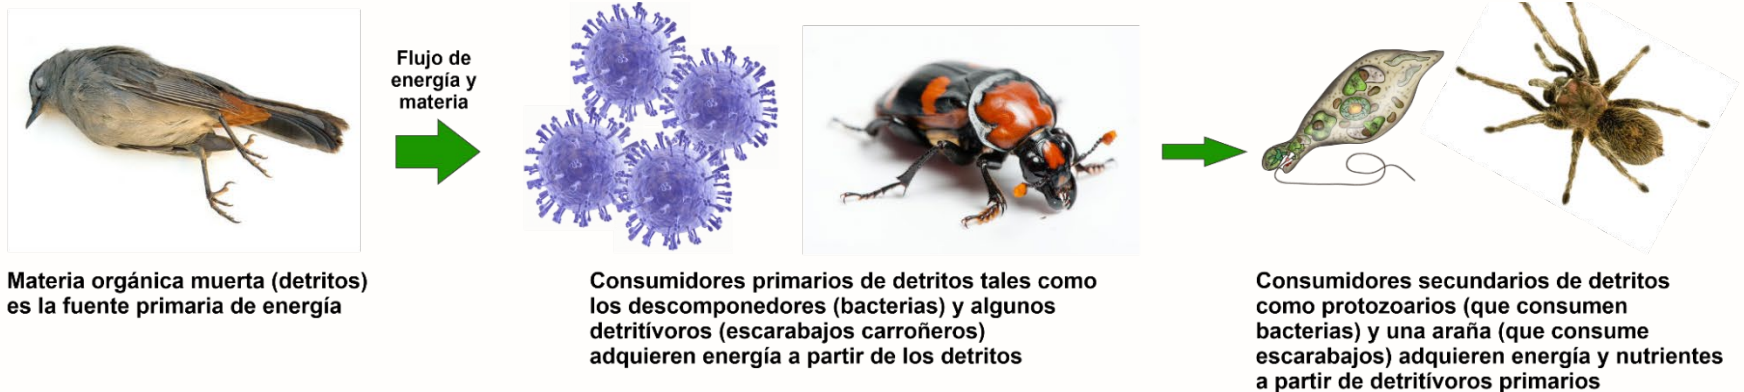 Flujo de
energía y
materia
Materia orgánica muerta (detritos)
es la fuente primaria de energía
Consumidores primarios de detritos tales como
los descomponedores (bacterias) y algunos
detritívoros (escarabajos carroñeros)
adquieren energía a partir de los detritos
Consumidores secundarios de detritos
como protozoarios (que consumen
bacterias) y una araña (que consume
escarabajos) adquieren energía y nutrientes
a partir de detritívoros primarios